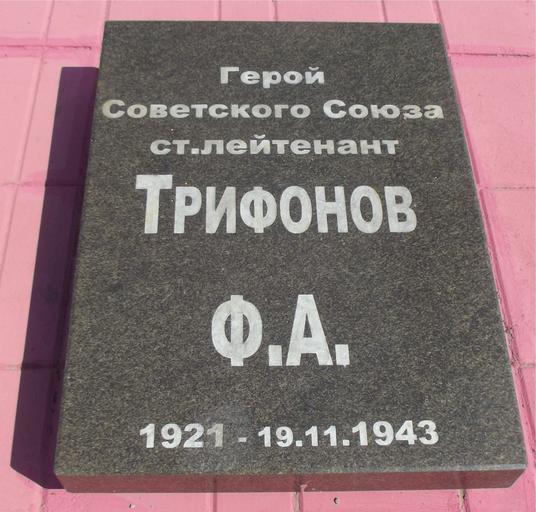 Герой
Советского Союза
ст.лейтенант
ТРИФОНОВ
Ф.А.
1921 - 19.11.1943